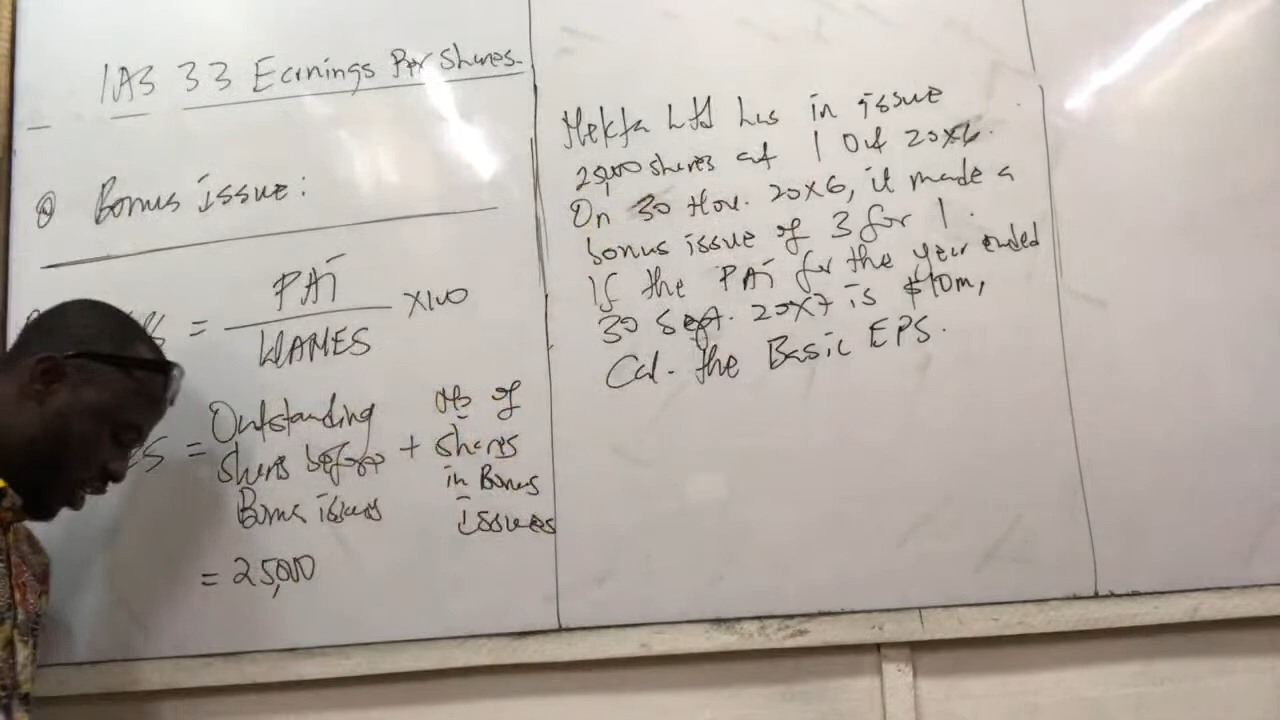 IAS 33 Earnings Per Shares.
Bonus issue:
= PAT
X100
WANES
= Outstanding
shares before + shares
No of
Bonus issues
in Bonus
issues
= 25,000
Ltd has in issue
25,000 shares at 1 Oct 20X6.
On 30 Nov. 20X6, it made a
bonus issue of 3 for 1.
If the PAT for the year ended
30 Sept. 20X7 is $10m,
Cal. the Basic EPS.